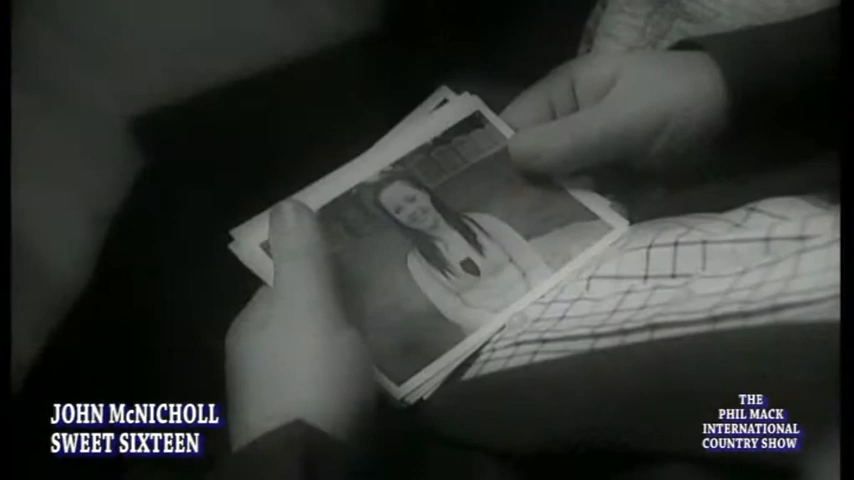 JOHN McNICHOLL
SWEET SIXTEEN
THE
PHIL MACK
INTERNATIONAL
COUNTRY SHOW